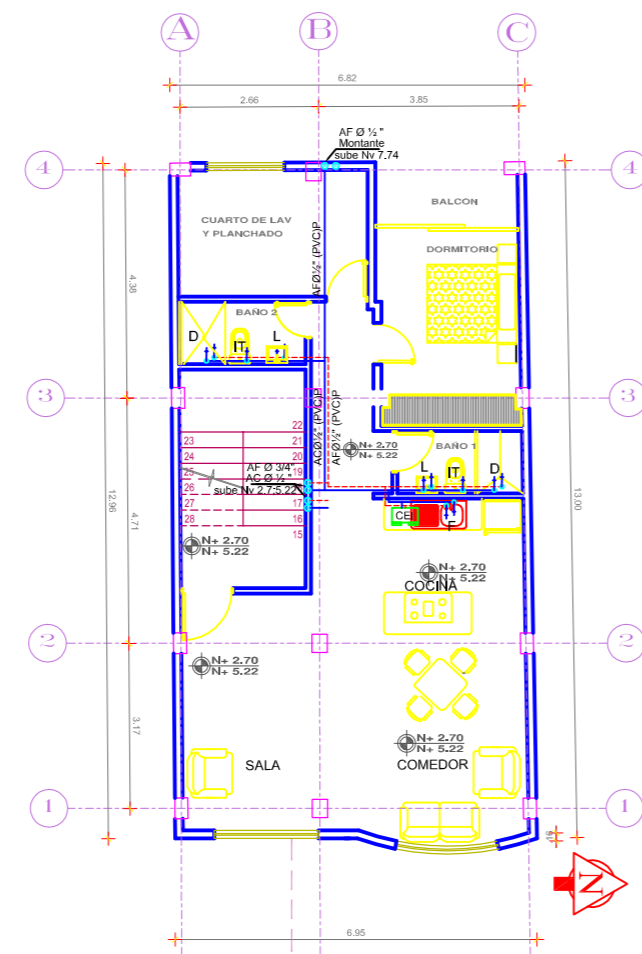 A
B
C
6.82
2.66
3.85
AF Ø ½ "
Montante
sube Nv 7.74
4
4
BALCON
CUARTO DE LAV
Y PLANCHADO
DORMITORIO
AFØ½" (PVC)P
4.38
BAÑO 2
D
IT
L
3
3
ACØ½" (PVC)P
AFØ½" (PVC)P
22
23
21
24
20
25
19
26
27
17
28
16
15
AF Ø 3/4"
AC Ø ½ "
sube Nv 2.7;5.22
N+ 2.70
N+ 5.22
BAÑO 1
L
IT
D
12.96
13.00
4.71
F
N+ 2.70
N+ 5.22
N+ 2.70
N+ 5.22
COCINA
2
2
N+ 2.70
N+ 5.22
3.17
N+ 2.70
N+ 5.22
SALA
COMEDOR
1
1
N
6.95